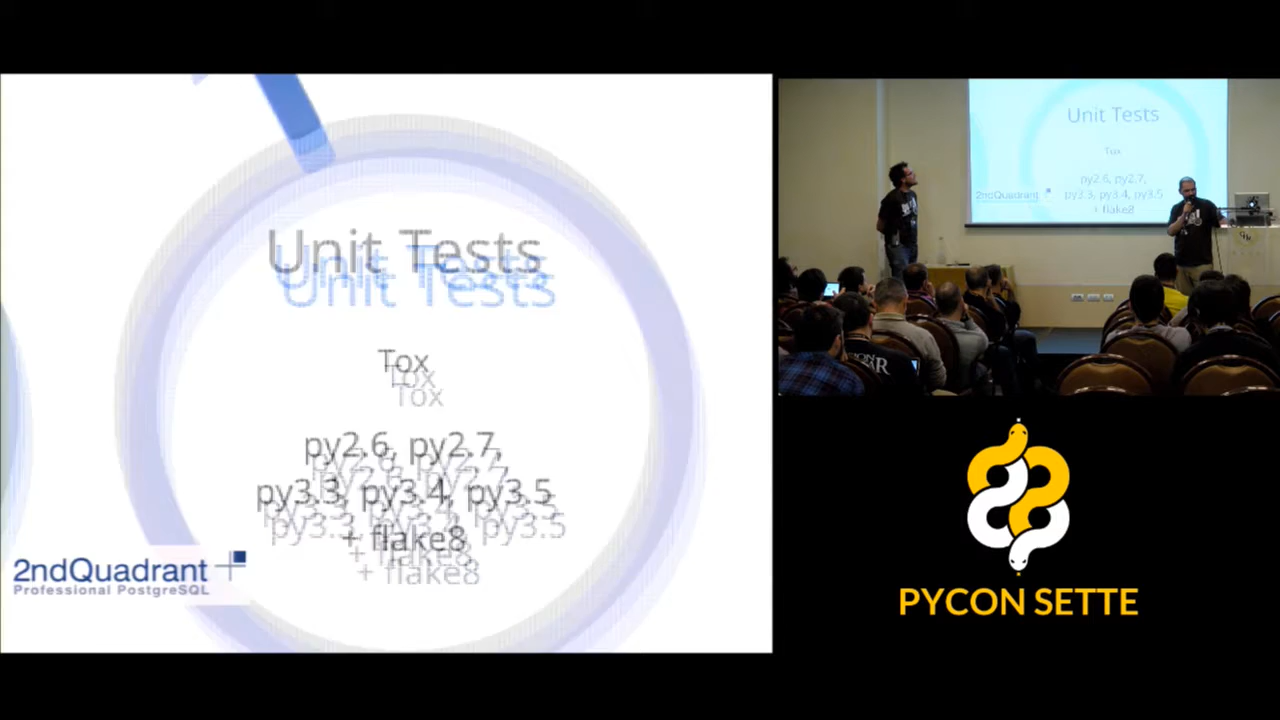 Unit Tests
Tox
py2.6, py2.7,
py3.3, py3.4, py3.5
+ flake8
2ndQuadrant
Professional PostgreSQL
Unit Tests
Tox
py2.6, py2.7,
py3.3, py3.4, py3.5
+ flake8
2ndQuadrant
PYCON SETTE